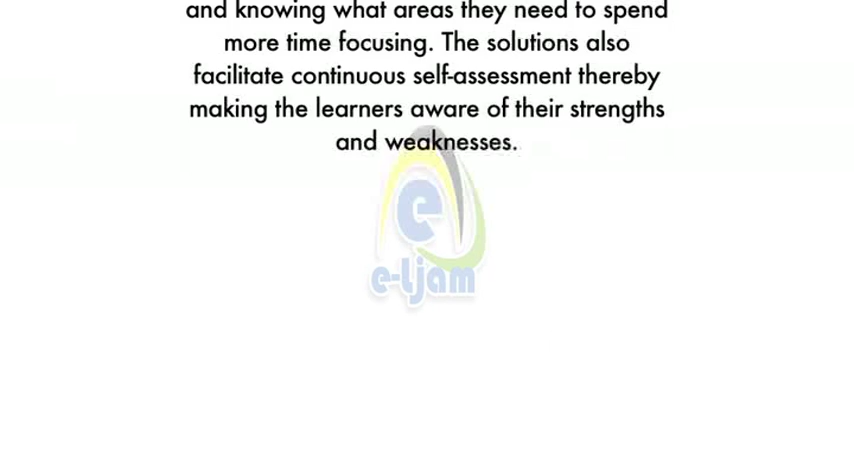 and knowing what areas they need to spend
more time focusing. The solutions also
facilitate continuous self-assessment thereby
making the learners aware of their strengths
and weaknesses.
e
e-Ljam